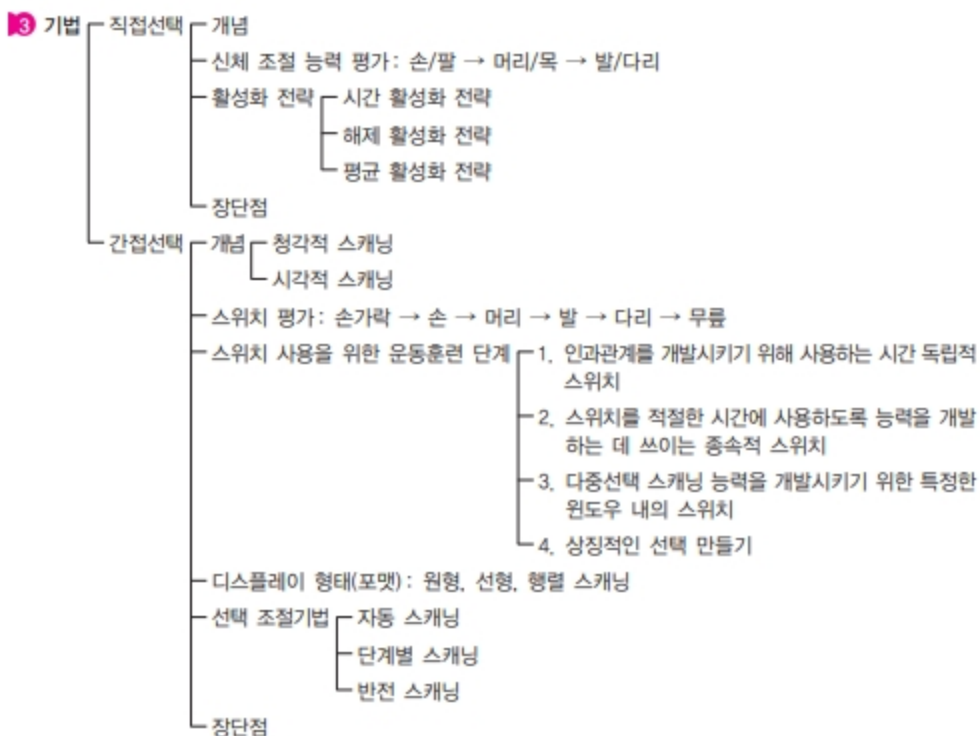 3 기법 직접선택 개념
신체 조절 능력 평가: 손/팔 → 머리/목 → 발/다리
활성화 전략 시간 활성화 전략
해제 활성화 전략
평균 활성화 전략
장단점
간접선택 개념 청각적 스캐닝
시각적 스캐닝
스위치 평가: 손가락 → 손 → 머리 → 발 → 다리 → 무릎
스위치 사용을 위한 운동훈련 단계 1. 인과관계를 개발시키기 위해 사용하는 시간 독립적
스위치
2. 스위치를 적절한 시간에 사용하도록 능력을 개발
하는 데 쓰이는 종속적 스위치
3. 다중선택 스캐닝 능력을 개발시키기 위한 특정한
윈도우 내의 스위치
4. 상징적인 선택 만들기
디스플레이 형태(포맷): 원형, 선형, 행렬 스캐닝
선택 조절기법 자동 스캐닝
단계별 스캐닝
반전 스캐닝
장단점